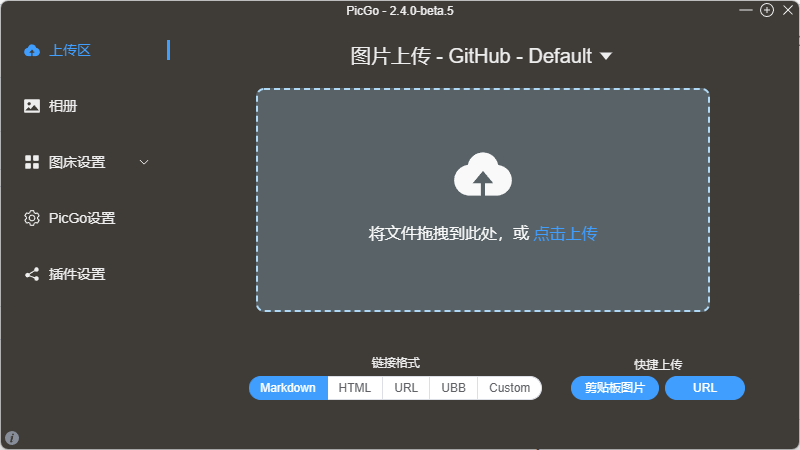 PicGo - 2.4.0-beta.5
上传区
相册
图床设置
PicGo设置
插件设置
图片上传 - GitHub - Default
将文件拖拽到此处，或 点击上传
链接格式
Markdown HTML URL UBB Custom
快捷上传
剪贴板图片 URL